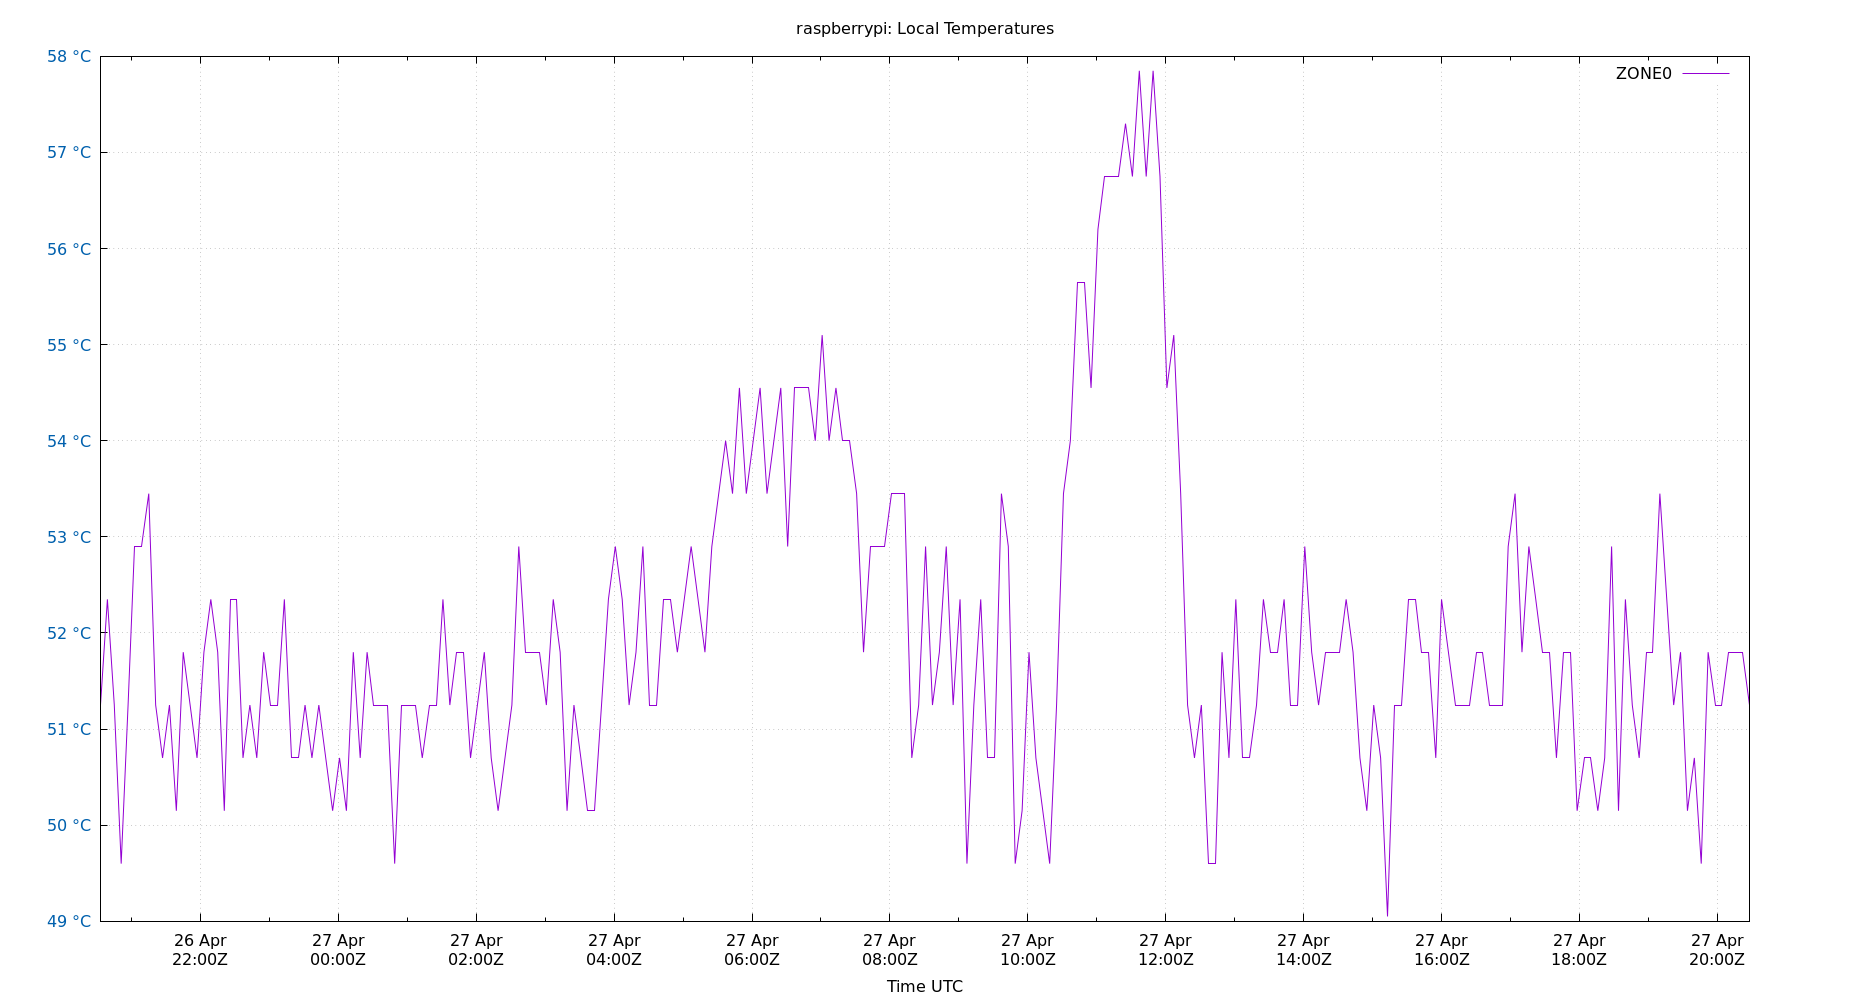 raspberrypi: Local Temperatures
58 °C
ZONE0
57 °C
56 °C
55 °C
54 °C
53 °C
52 °C
51 °C
50 °C
49 °C
26 Apr 27 Apr 27 Apr 27 Apr 27 Apr 27 Apr 27 Apr 27 Apr 27 Apr 27 Apr 27 Apr 27 Apr
22:00Z 00:00Z 02:00Z 04:00Z 06:00Z 08:00Z 10:00Z 12:00Z 14:00Z 16:00Z 18:00Z 20:00Z
Time UTC